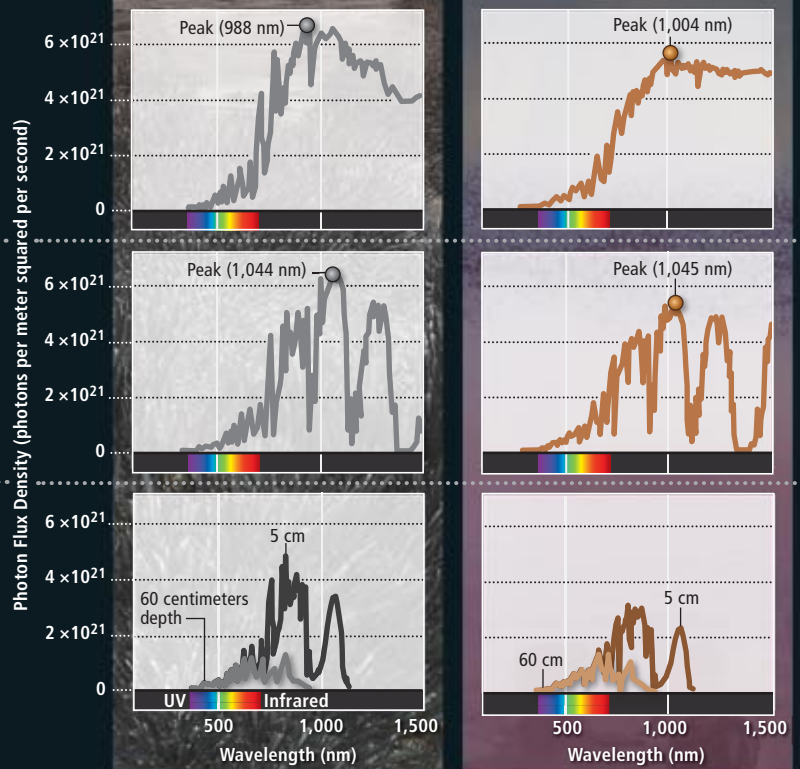 Photon Flux Density (photons per meter squared per second)
6 ×10²¹
4 ×10²¹
2 ×10²¹
0
Peak (988 nm)
Peak (1,004 nm)
6 ×10²¹
4 ×10²¹
2 ×10²¹
0
Peak (1,044 nm)
Peak (1,045 nm)
6 ×10²¹
4 ×10²¹
2 ×10²¹
0
5 cm
60 centimeters
depth
UV
Infrared
5 cm
60 cm
500
1,000
1,500
Wavelength (nm)
500
1,000
1,500
Wavelength (nm)